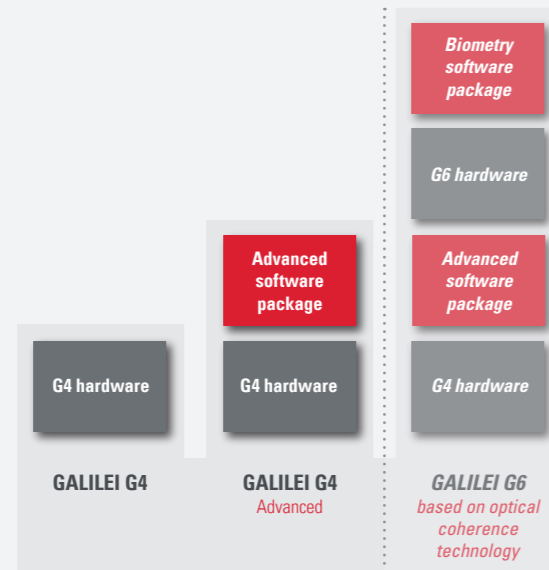 Biometry
software
package
G6 hardware
Advanced
software
package
Advanced
software
package
G4 hardware
G4 hardware
G4 hardware
GALILEI G4
GALILEI G4
Advanced
GALILEI G6
based on optical
coherence
technology